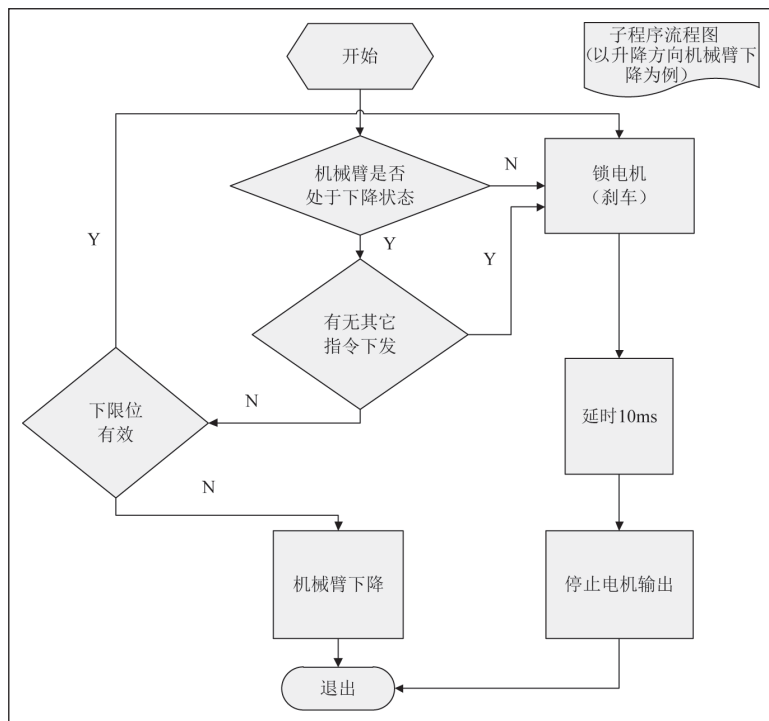 开始
子程序流程图
（以升降方向机械臂下
降为例）
机械臂是否
处于下降状态
N
锁电机
（刹车）
Y
Y
Y
有无其它
指令下发
N
下限位
有效
延时10ms
N
机械臂下降
停止电机输出
退出